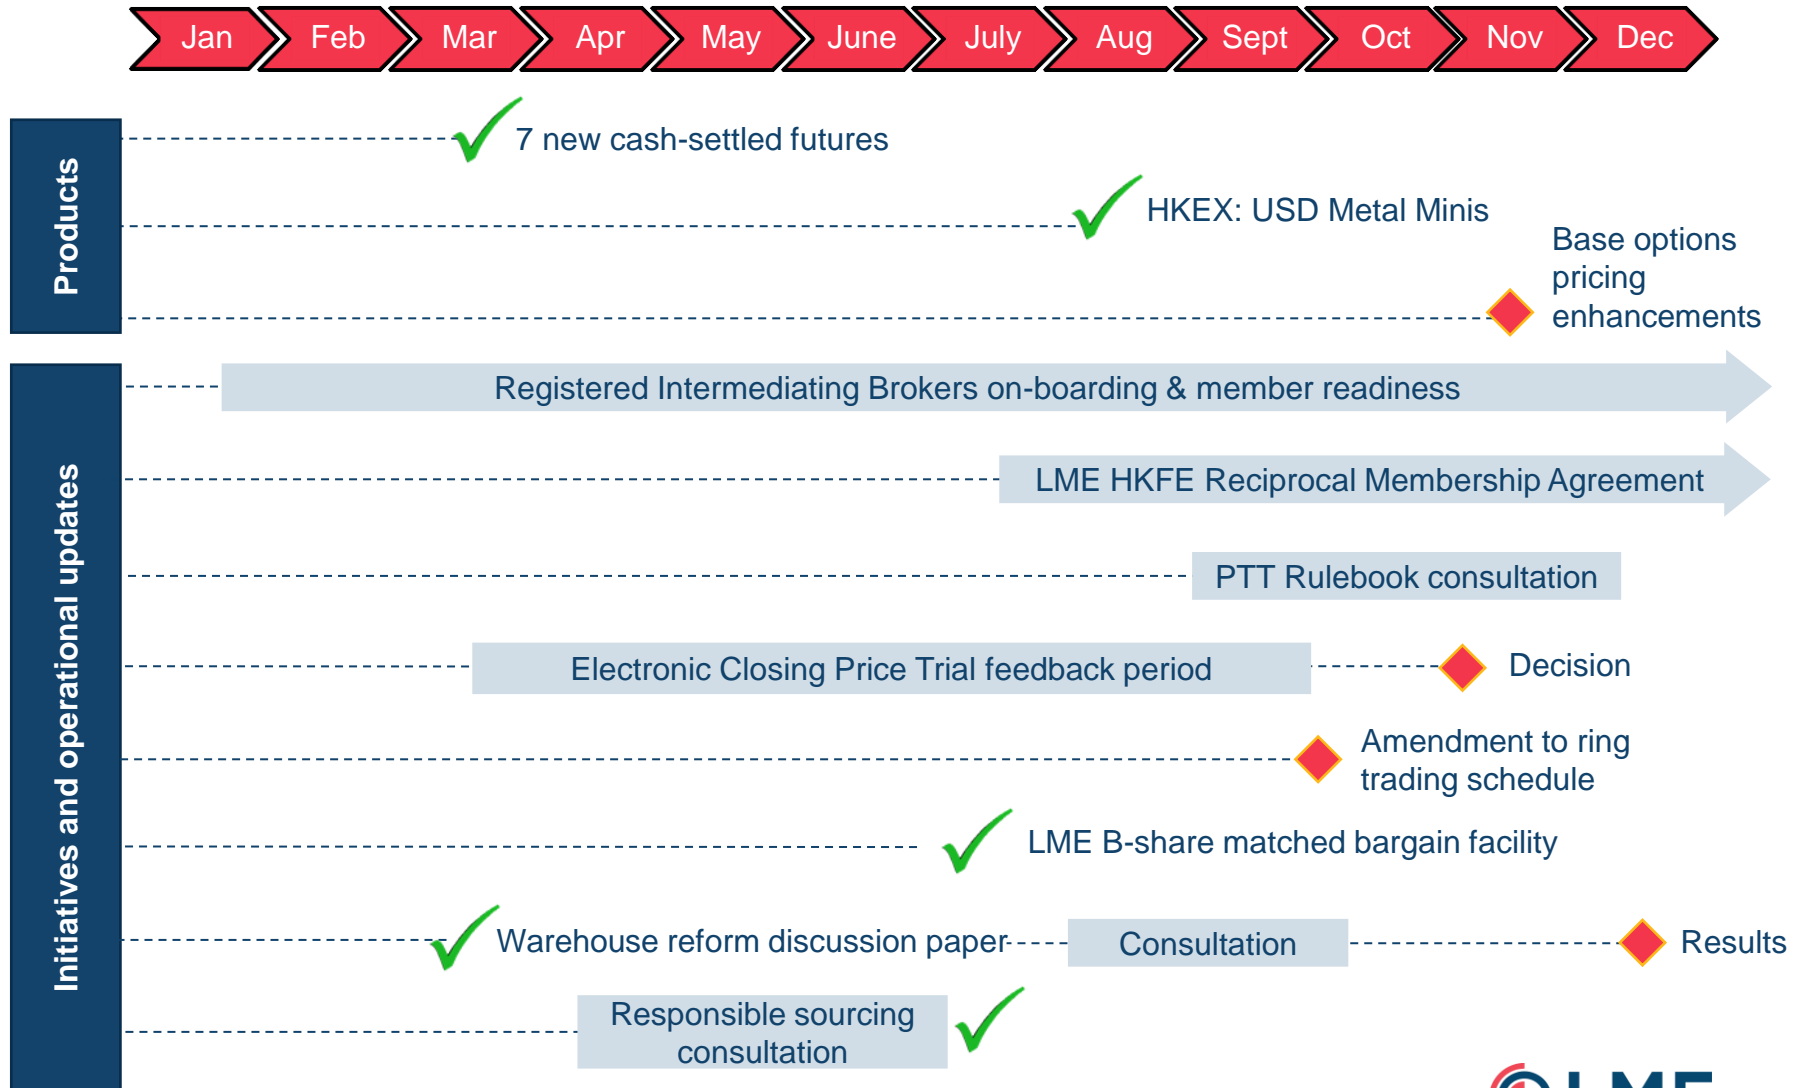 Jan Feb Mar Apr May June July Aug Sept Oct Nov Dec
Products
7 new cash-settled futures
HKEX: USD Metal Minis
Base options
pricing
enhancements
Initiatives and operational updates
Registered Intermediating Brokers on-boarding & member readiness
LME HKFE Reciprocal Membership Agreement
PTT Rulebook consultation
Electronic Closing Price Trial feedback period
Decision
Amendment to ring
trading schedule
LME B-share matched bargain facility
Warehouse reform discussion paper
Consultation
Results
Responsible sourcing
consultation
LME